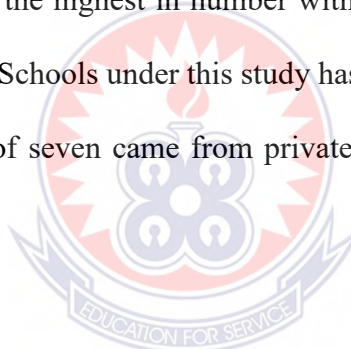 the highest in number with
Schools under this study has
of seven came from private
EDUCATION FOR SERVICE